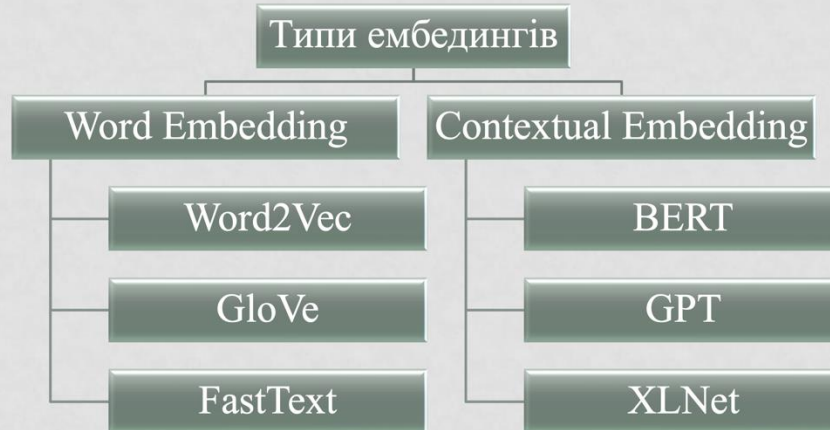 Типи ембедингів
Word Embedding
Word2Vec
GloVe
FastText
Contextual Embedding
BERT
GPT
XLNet